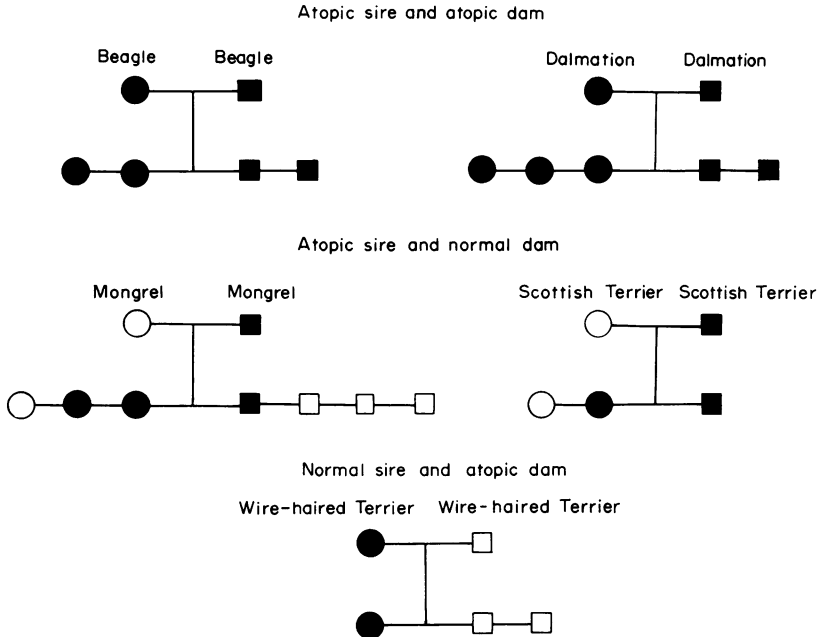 Atopic sire and atopic dam
Beagle Beagle Dalmation Dalmation
Atopic sire and normal dam
Mongrel Mongrel Scottish Terrier Scottish Terrier
Normal sire and atopic dam
Wire-haired Terrier Wire-haired Terrier